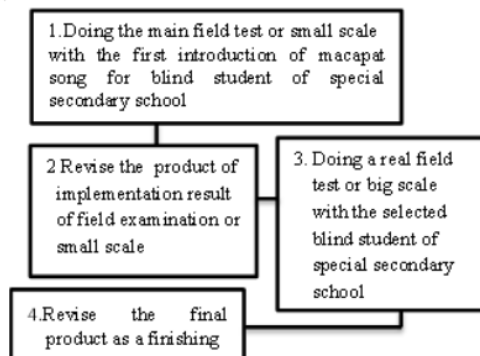 1.Doing the main field test or small scale
with the first introduction of macapat
song for blind student of special
secondary school
2 Revise the product of
implementation result
of field examination or
small scale
3. Doing a real field
test or big scale
with the selected
blind student of
special secondary
school
4.Revise the final
product as a finishing